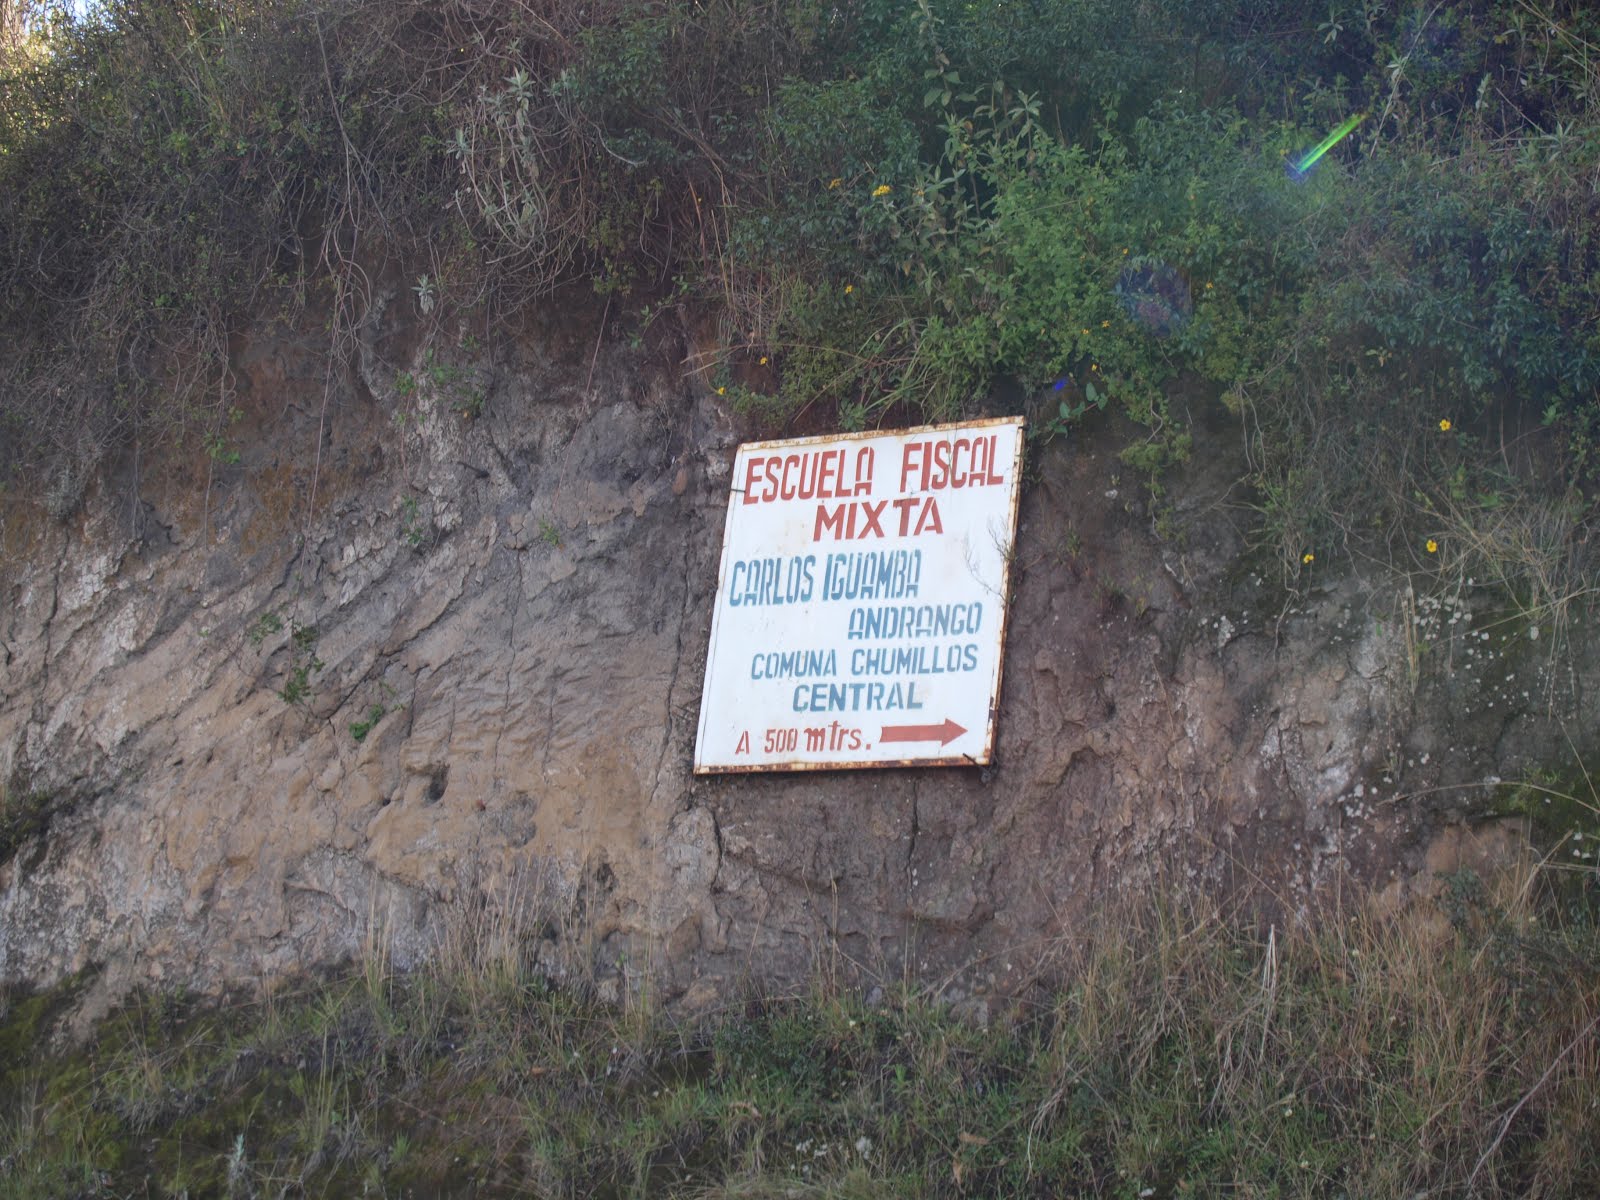 ESCUELA FISCAL
MIXTA
CARLOS IGUAMBA
ANDRANGO
COMUNA CHUMILLOS
CENTRAL
A 500 mtrs.